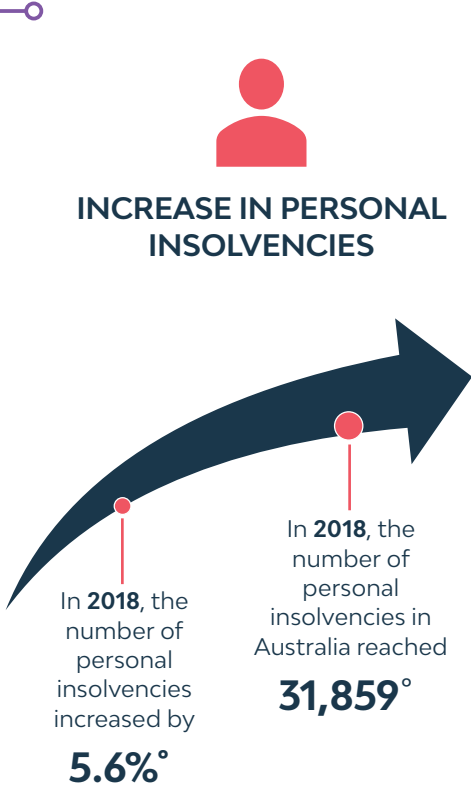 INCREASE IN PERSONAL
INSOLVENCIES
In 2018, the
number of
personal
insolvencies
increased by
5.6%°
In 2018, the
number of
personal
insolvencies in
Australia reached
31,859°